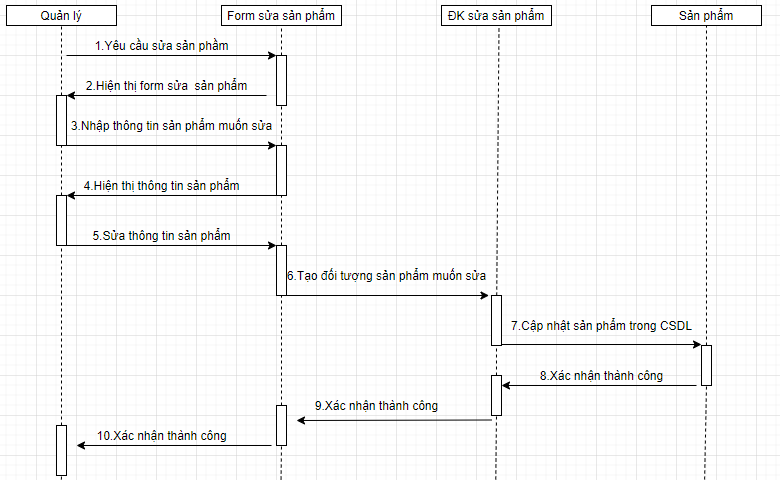 Quản lý
Form sửa sản phẩm
ĐK sửa sản phẩm
Sản phẩm
1.Yêu cầu sửa sản phầm
2.Hiện thị form sửa sản phẩm
3.Nhập thông tin sản phẩm muốn sửa
4.Hiện thị thông tin sản phẩm
5.Sửa thông tin sản phẩm
6.Tạo đối tượng sản phẩm muốn sửa
7.Cập nhật sản phẩm trong CSDL
8.Xác nhận thành công
9.Xác nhận thành công
10.Xác nhận thành công